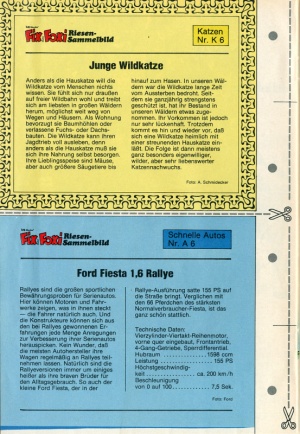 Fix und Foxi Riesen-
Sammelbild
Katzen
Nr. K 6
Junge Wildkatze
Anders als die Hauskatze will die
Wildkatze vom Menschen nichts
wissen. Sie fühlt sich nur draußen
auf freier Wildbahn wohl und treibt
sich am liebsten in großen Wäldern
herum, möglichst weit weg von
Wegen und Häusern. Als Wohnung
bevorzugt sie Baumhöhlen oder
verlassene Fuchs- oder Dachs-
bauten. Die Wildkatze kann ihren
Jagdtrieb voll ausleben, denn
anders als die Hauskatze muß sie
sich ihre Nahrung selbst besorgen.
Ihre Lieblingsspeise sind Mäuse,
aber auch größere Säugetiere bis
hinauf zum Hasen. In unseren Wäl-
dern war die Wildkatze lange Zeit
vom Aussterben bedroht. Seit-
dem sie ganzjährig strengstens
geschützt ist, hat ihr Bestand in
unseren Wäldern etwas zuge-
nommen. Ihr Vorkommen ist jedoch
nur sehr lückenhaft. Trotzdem
kommt es hin und wieder vor, daß
sich eine Wildkatze heimlich mit
einer streunenden Hauskatze ein-
läßt. Die Folge ist dann meistens
ganz besonders eigenwilliger,
wilder, aber sehr liebenswerter
Katzennachwuchs.
Foto: A. Schneidecker
Fix und Foxi Riesen-
Sammelbild
Schnelle Autos
Nr. A 6
Ford Fiesta 1,6 Rallye
Rallyes sind die großen sportlichen
Bewährungsproben für Serienautos.
Hier können Motoren und Fahr-
werke zeigen, was in ihnen steckt
— die Fahrer natürlich auch. Und
die Konstrukteure können sich aus
den bei Rallyes gewonnenen Er-
fahrungen jede Menge Anregungen
zur Verbesserung ihrer Serienautos
herauspicken. Kein Wunder, daß
die meisten Autohersteller ihre
Wagen regelmäßig an Rallyes teil-
nehmen lassen. Natürlich sind die
Rallyeversionen immer um einiges
heißer als ihre braven Brüder für
den Alltagsgebrauch. So auch der
kleine Ford Fiesta, der in der
Rallye-Ausführung satte 155 PS auf
die Straße bringt. Verglichen mit
den 66 Pferdchen des stärksten
Normalverbraucher-Fiesta, ist das
ganz schön stattlich.
Technische Daten:
Vierzylinder-Viertakt-Reihenmotor,
vorne quer eingebaut, Frontantrieb,
4-Gang-Getriebe, Sperrdifferential.
Hubraum ............ 1598 ccm
Leistung ............ 155 PS
Höchstgeschwindig-
keit ............ ca. 200 km/h
Beschleunigung
von 0 auf 100 ............ 7,5 Sek.
Foto: Ford